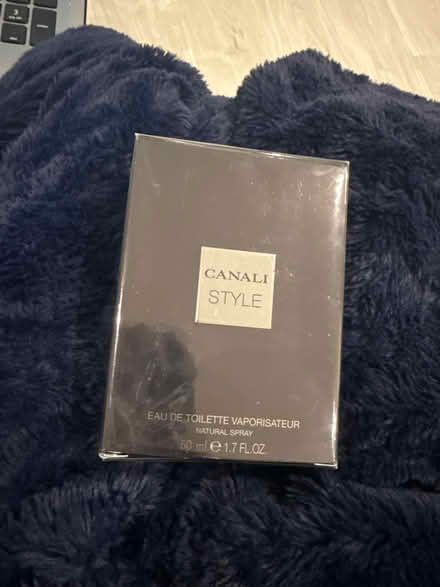 CANALI
STYLE
EAU DE TOILETTE VAPORISATEUR
NATURAL SPRAY
50 ml ℮ 1.7 FL.OZ.